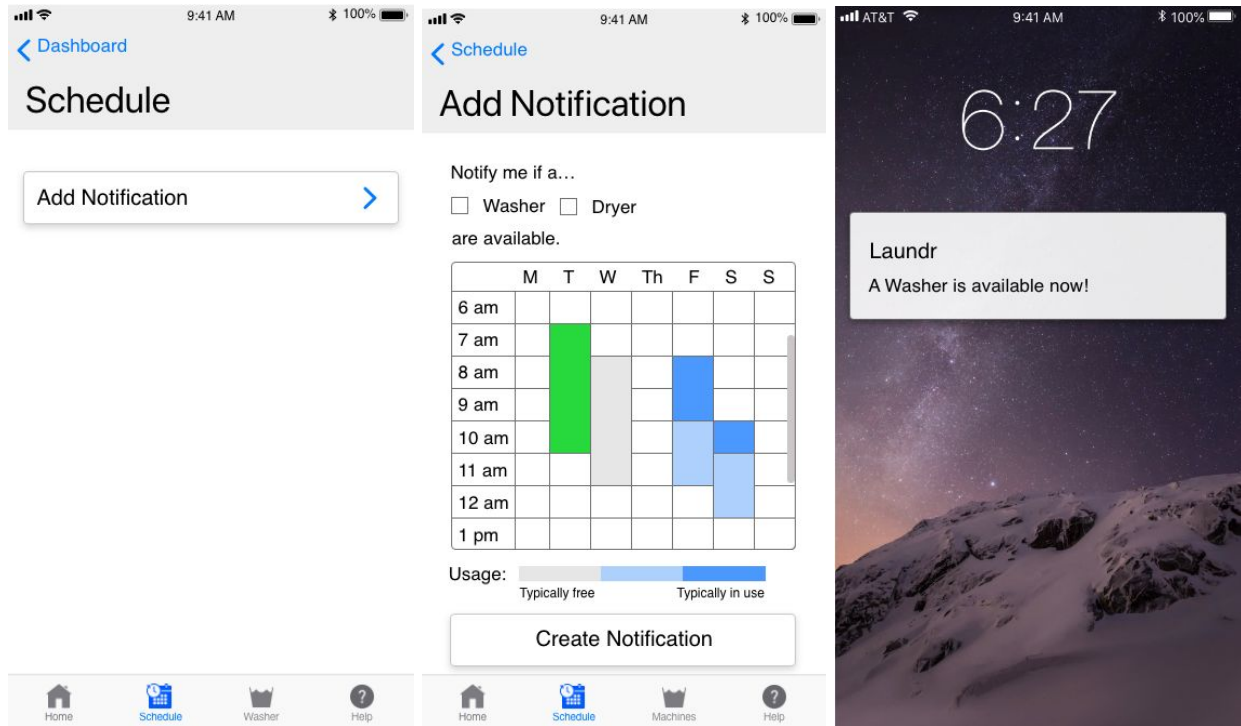 9:41 AM
100%
Dashboard
Schedule
Add Notification
Home
Schedule
Washer
Help
9:41 AM
100%
Schedule
Add Notification
Notify me if a…
Washer Dryer
are available.
M T W Th F S S
6 am
7 am
8 am
9 am
10 am
11 am
12 am
1 pm
Usage:
Typically free Typically in use
Create Notification
Home
Schedule
Machines
Help
AT&T 9:41 AM 100%
6:27
Laundr
A Washer is available now!